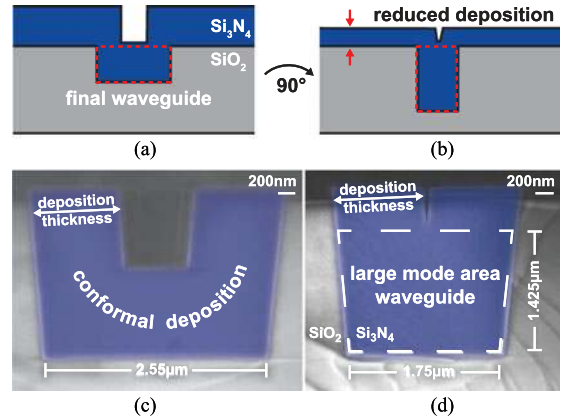 Si3N4
SiO2
final waveguide
90°
reduced deposition
(a)
(b)
deposition
thickness
200nm
conformal deposition
2.55μm
deposition
thickness
200nm
large mode area
waveguide
1.425μm
SiO2
Si3N4
1.75μm
(c)
(d)